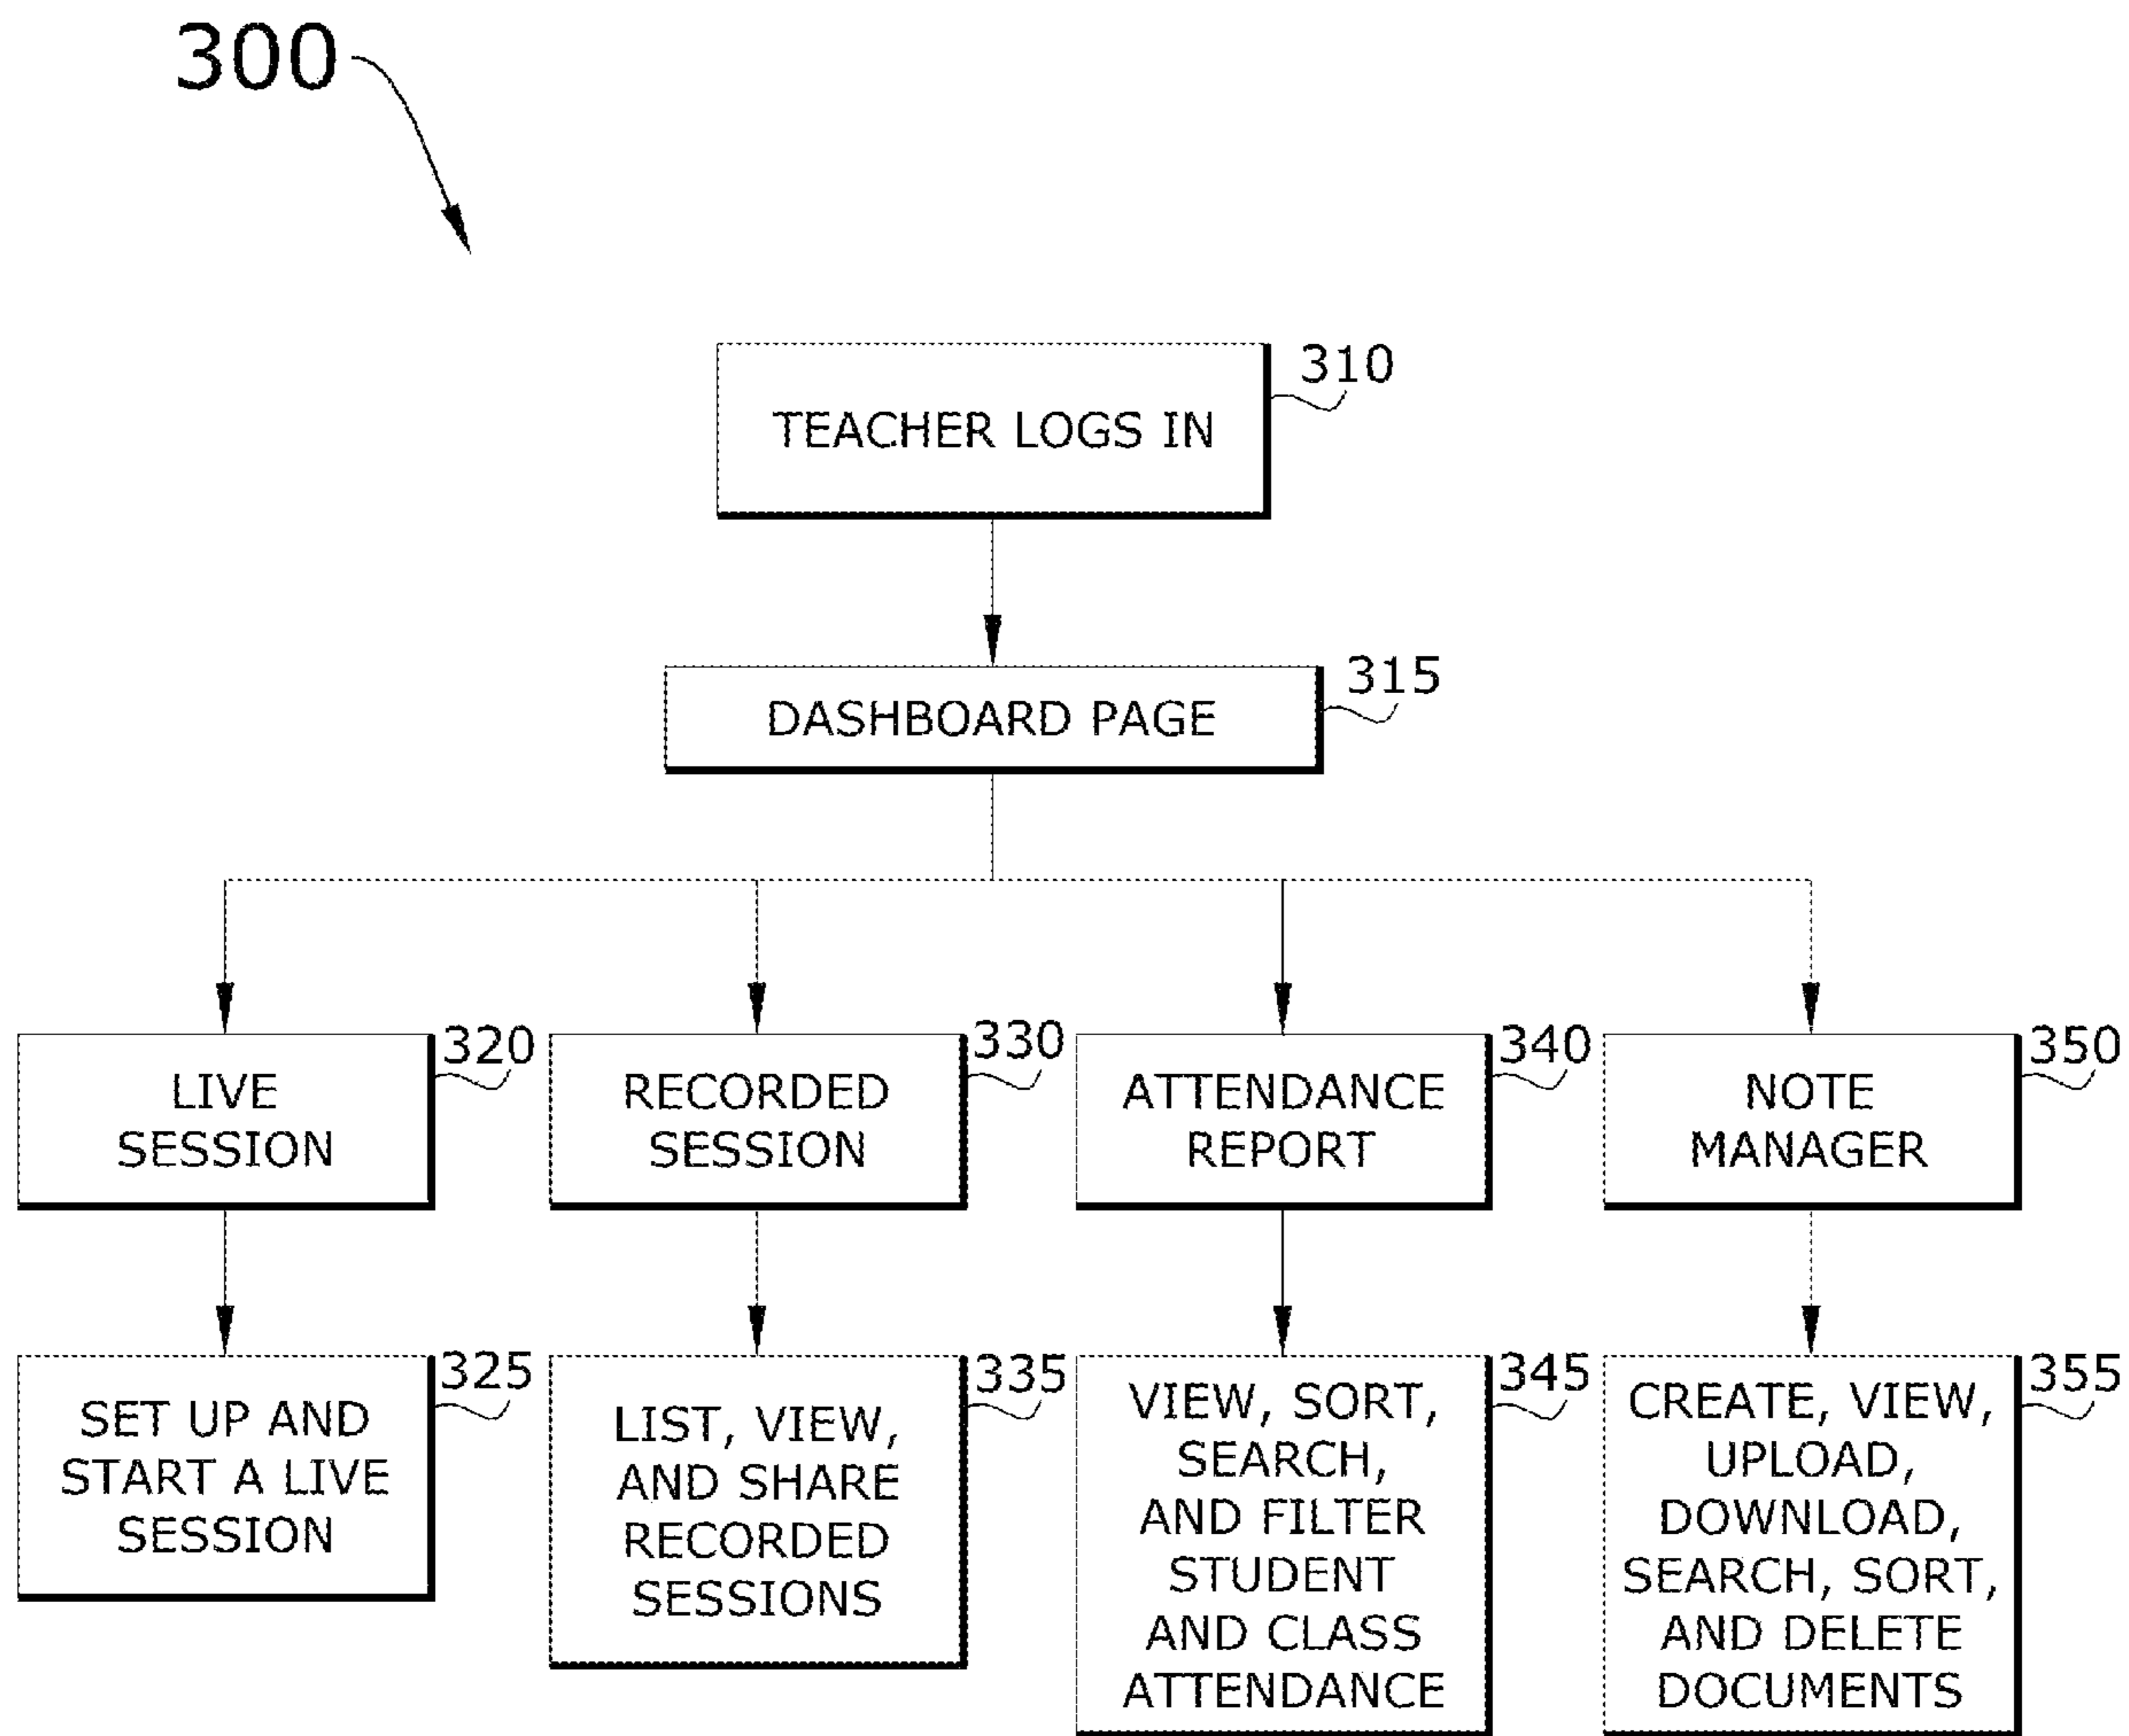 300
TEACHER LOGS IN
310
DASHBOARD PAGE
315
LIVE
SESSION
320
RECORDED
SESSION
330
ATTENDANCE
REPORT
340
NOTE
MANAGER
350
SET UP AND
START A LIVE
SESSION
325
LIST, VIEW,
AND SHARE
RECORDED
SESSIONS
335
VIEW, SORT,
SEARCH,
AND FILTER
STUDENT
AND CLASS
ATTENDANCE
345
CREATE, VIEW,
UPLOAD,
DOWNLOAD,
SEARCH, SORT,
AND DELETE
DOCUMENTS
355